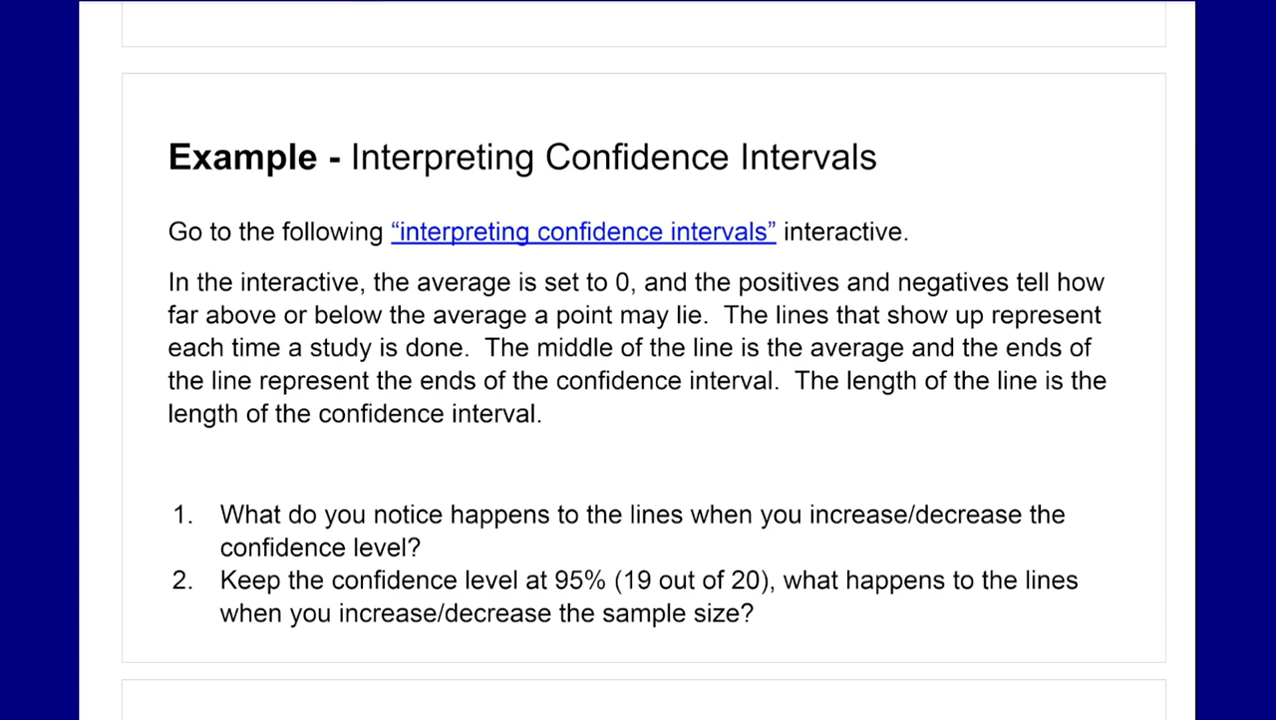 Example - Interpreting Confidence Intervals
Go to the following “interpreting confidence intervals” interactive.
In the interactive, the average is set to 0, and the positives and negatives tell how
far above or below the average a point may lie.  The lines that show up represent
each time a study is done.  The middle of the line is the average and the ends of
the line represent the ends of the confidence interval.  The length of the line is the
length of the confidence interval.
1. What do you notice happens to the lines when you increase/decrease the
confidence level?
2. Keep the confidence level at 95% (19 out of 20), what happens to the lines
when you increase/decrease the sample size?